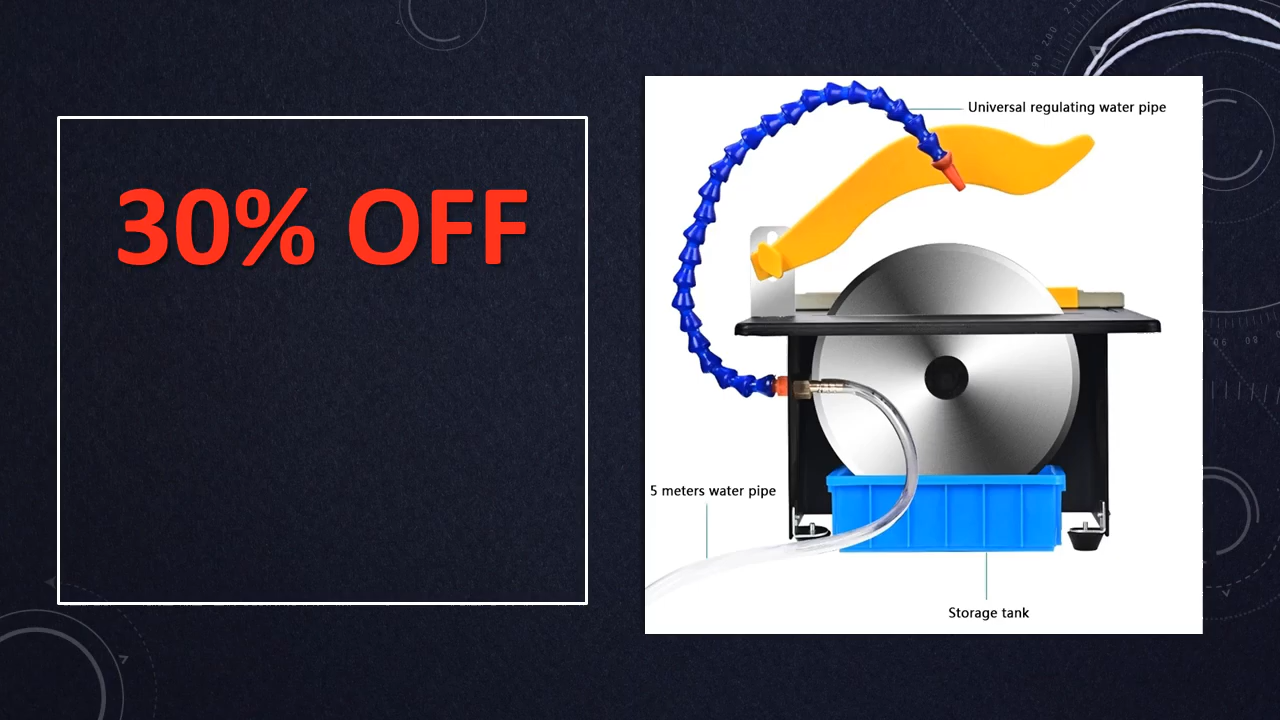 30% OFF
Universal regulating water pipe
5 meters water pipe
Storage tank